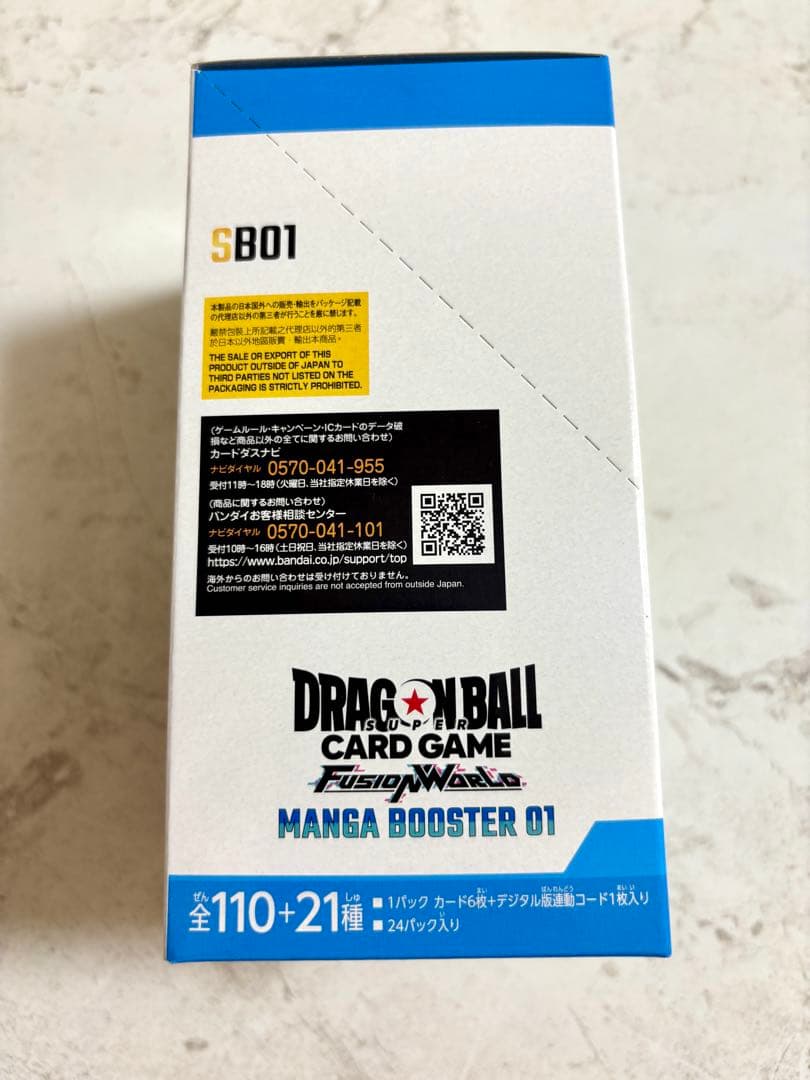 SB01
本製品の日本国外への販売・輸出をパッケージ記載
の代理店以外の第三者が行うことを厳に禁じます。
嚴禁包裝上所記載之代理店以外的第三者
於日本以外地區販賣・輸出本商品。
THE SALE OR EXPORT OF THIS
PRODUCT OUTSIDE OF JAPAN TO
THIRD PARTIES NOT LISTED ON THE
PACKAGING IS STRICTLY PROHIBITED.
(ゲームルール・キャンペーン・ICカードのデータ破
損など商品以外の全てに関するお問い合わせ)
カードダスナビ
ナビダイヤル 0570-041-955
受付11時〜18時(火曜日、当社指定休業日を除く)
(商品に関するお問い合わせ)
バンダイお客様相談センター
ナビダイヤル 0570-041-101
受付10時〜16時(土日祝日、当社指定休業日を除く)
https://www.bandai.co.jp/support/top
海外からのお問い合わせは受け付けておりません。
Customer service inquiries are not accepted from outside Japan.
DRAGON BALL
SUPER
CARD GAME
FUSION WORLD
MANGA BOOSTER 01
ぜん しゅ
全110+21種
まい ばんれんどう まい い
■1パック カード6枚+デジタル版連動コード1枚入り
い
■24パック入り